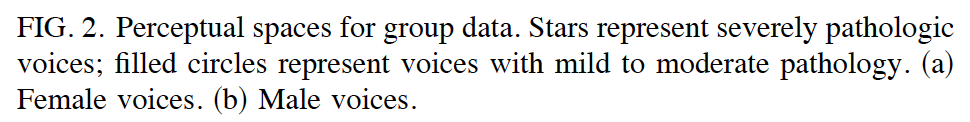 FIG. 2. Perceptual spaces for group data. Stars represent severely pathologic
voices; filled circles represent voices with mild to moderate pathology. (a)
Female voices. (b) Male voices.